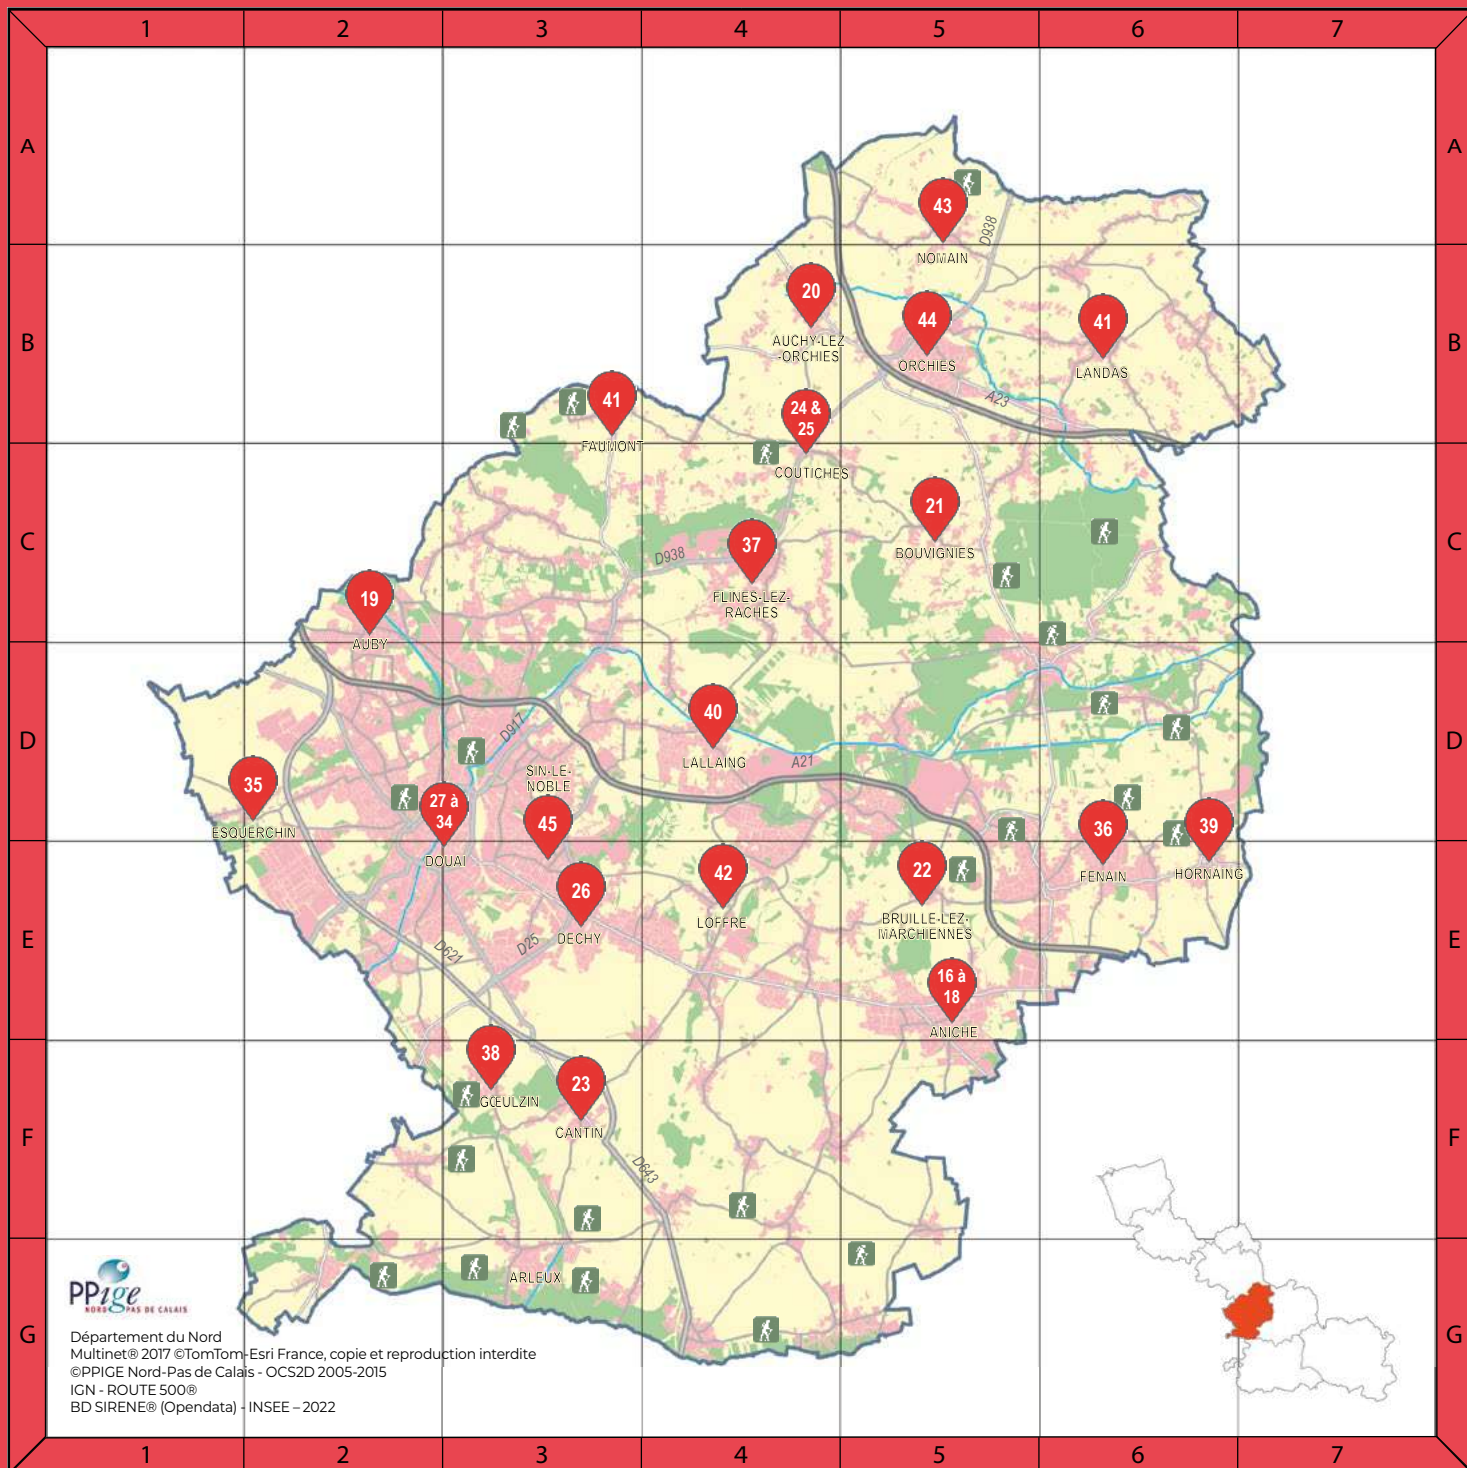 1 2 3 4 5 6 7
A A
43
D938
NOMAIN
20
44
41
B B
AUCHY-LEZ
-ORCHIES
ORCHIES
LANDAS
41
A23
24 &
25
FAUMONT
COUTICHES
21
C C
37
D938
BOUVIGNIES
19
FLINES-LEZ-
RACHES
AUBY
40
D917
D D
LALLAING
A21
SIN-LE-
NOBLE
35
27 à
34
45
36
39
ESQUERCHIN
DOUAI
22
42
FENAIN
HORNAING
26
LOFFRE
BRUILLE-LEZ-
MARCHIENNES
E E
DECHY
D25
D621
16 à
18
ANICHE
38
23
GŒULZIN
CANTIN
F F
D643
ARLEUX
PPige
NORD PAS DE CALAIS
G G
Département du Nord
Multinet® 2017 ©TomTom-Esri France, copie et reproduction interdite
©PPIGE Nord-Pas de Calais - OCS2D 2005-2015
IGN - ROUTE 500®
BD SIRENE® (Opendata) - INSEE – 2022
1 2 3 4 5 6 7